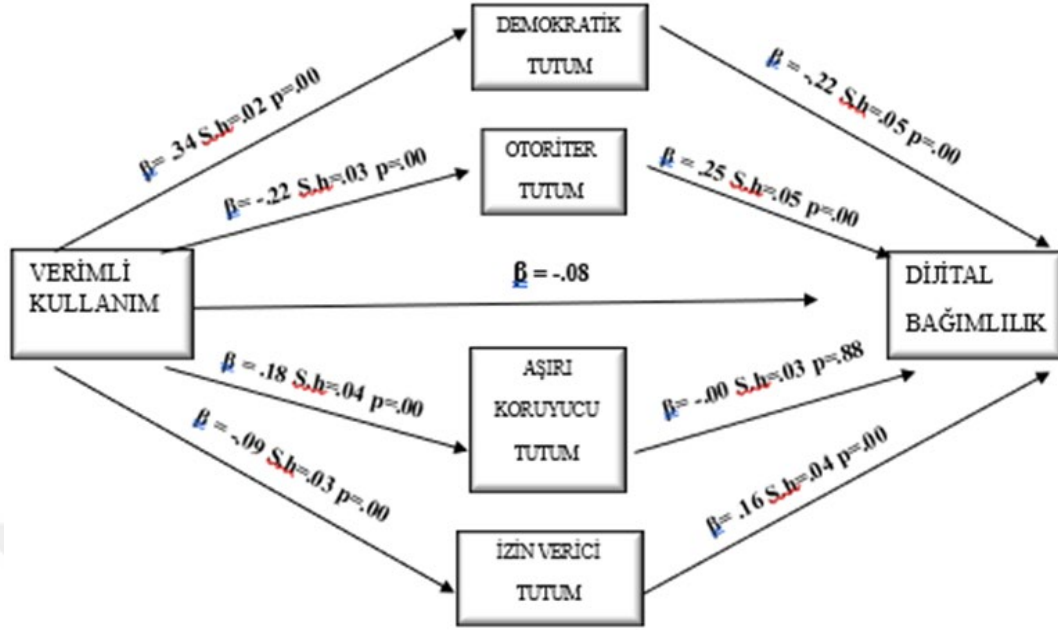 DEMOKRATİK
TUTUM
β= .34 S.h=.02 p=.00
β = -.22 S.h=.05 p=.00
OTORİTER
TUTUM
β= -.22 S.h=.03 p=.00
β = .25 S.h=.05 p=.00
VERİMLİ
KULLANIM
β = -.08
DİJİTAL
BAĞIMLILIK
AŞIRI
KORUYUCU
TUTUM
β = .18 S.h=.04 p=.00
β = -.00 S.h=.03 p=.88
β = -.09 S.h=.03 p=.00
β= .16 S.h=.04 p=.00
İZİN VERİCİ
TUTUM